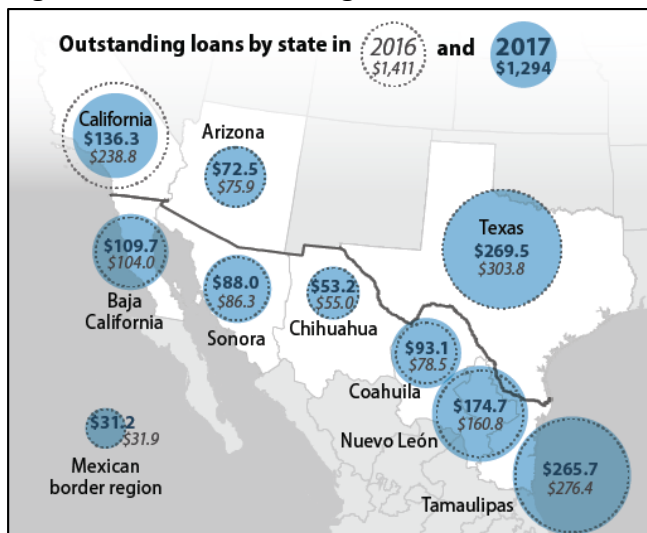 Outstanding loans by state in 2016 and 2017
$1,411 $1,294
California
$136.3
$238.8
Arizona
$72.5
$75.9
Texas
$269.5
$303.8
$109.7
$104.0
Baja
California
$88.0
$86.3
Sonora
$53.2
$55.0
Chihuahua
$93.1
$78.5
Coahuila
$174.7
$160.8
Nuevo León
$31.2
$31.9
Mexican
border region
$265.7
$276.4
Tamaulipas